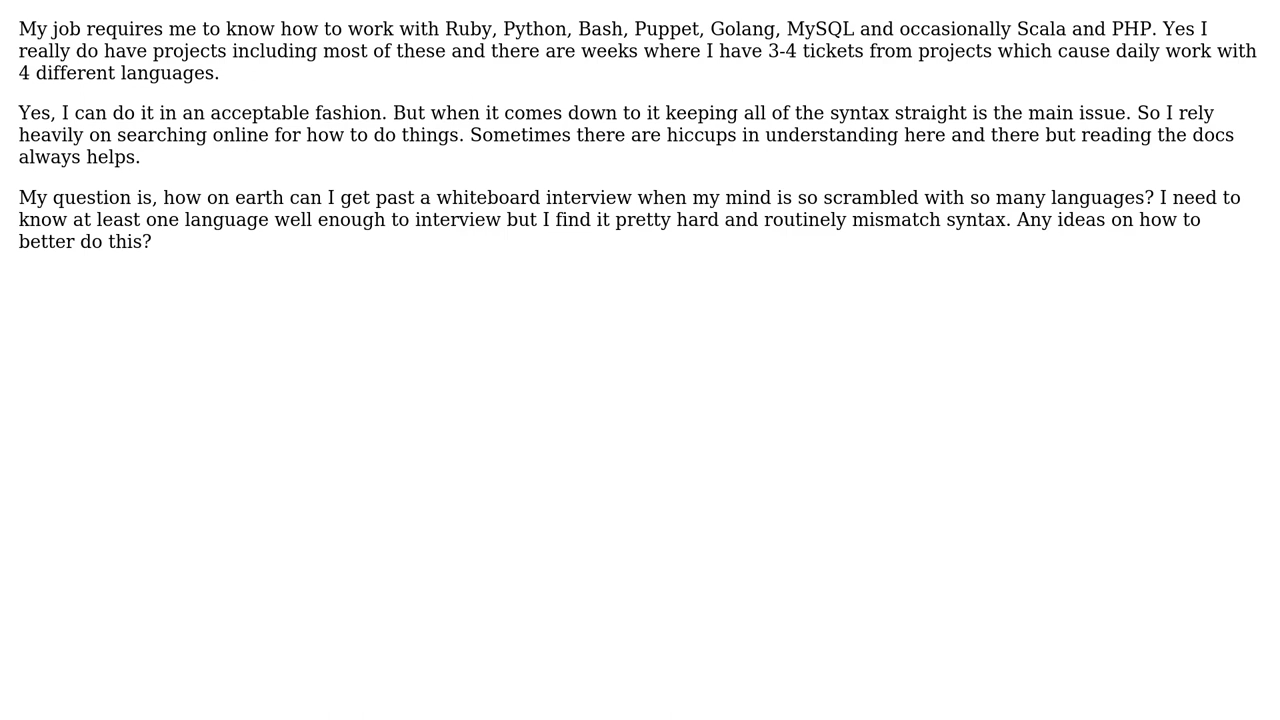 My job requires me to know how to work with Ruby, Python, Bash, Puppet, Golang, MySQL and occasionally Scala and PHP. Yes I
really do have projects including most of these and there are weeks where I have 3-4 tickets from projects which cause daily work with
4 different languages.
Yes, I can do it in an acceptable fashion. But when it comes down to it keeping all of the syntax straight is the main issue. So I rely
heavily on searching online for how to do things. Sometimes there are hiccups in understanding here and there but reading the docs
always helps.
My question is, how on earth can I get past a whiteboard interview when my mind is so scrambled with so many languages? I need to
know at least one language well enough to interview but I find it pretty hard and routinely mismatch syntax. Any ideas on how to
better do this?